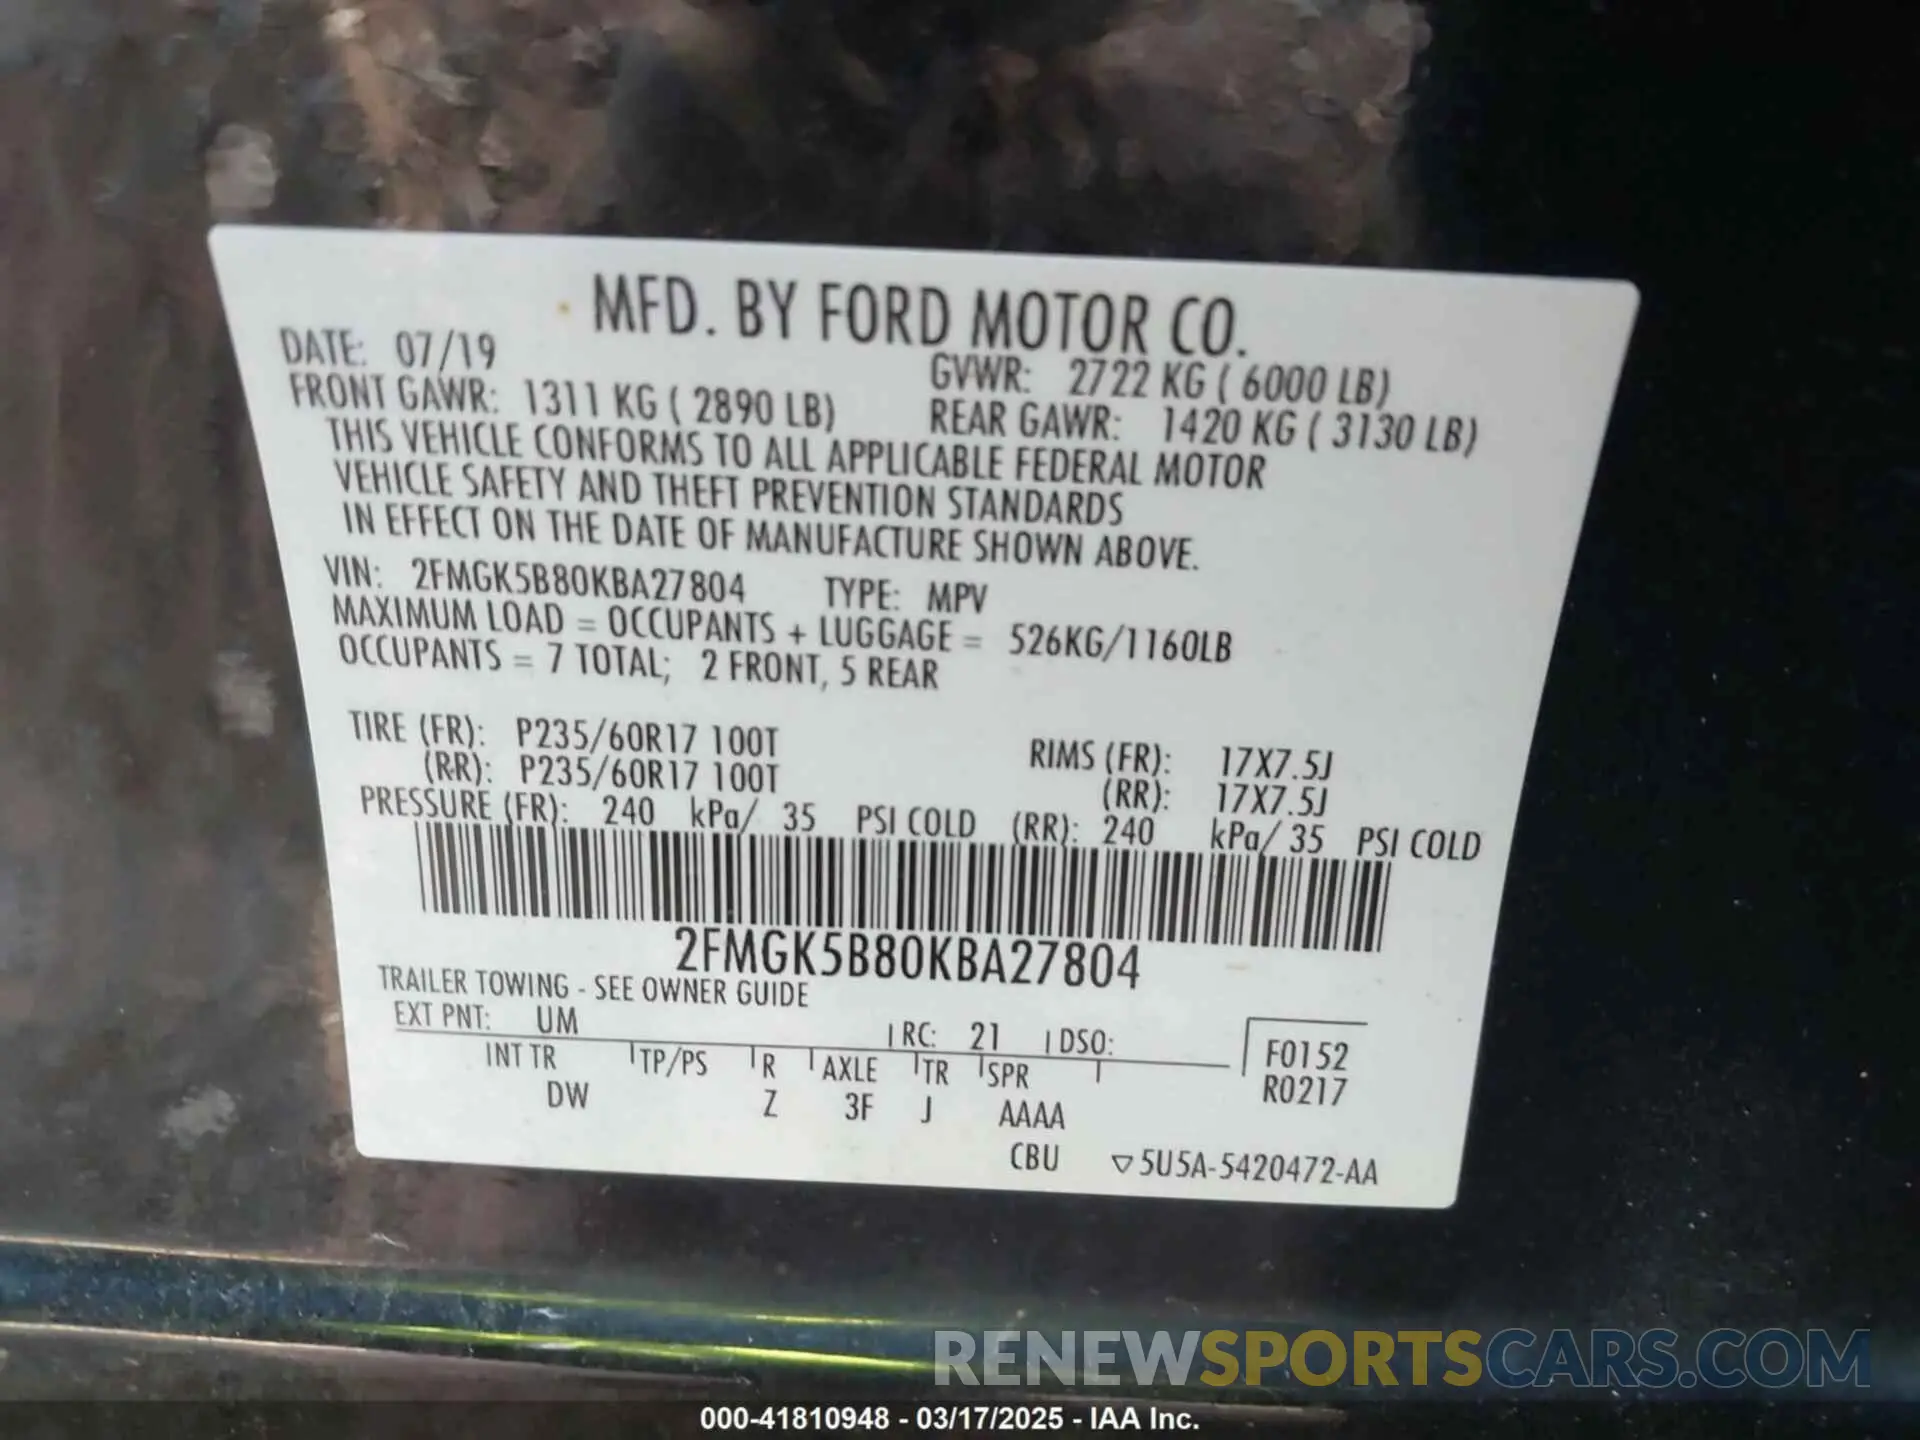 MFD. BY FORD MOTOR CO.
DATE: 07/19 GVWR: 2722 KG ( 6000 LB)
FRONT GAWR: 1311 KG ( 2890 LB) REAR GAWR: 1420 KG ( 3130 LB)
THIS VEHICLE CONFORMS TO ALL APPLICABLE FEDERAL MOTOR
VEHICLE SAFETY AND THEFT PREVENTION STANDARDS
IN EFFECT ON THE DATE OF MANUFACTURE SHOWN ABOVE.
VIN: 2FMGK5B80KBA27804 TYPE: MPV
MAXIMUM LOAD = OCCUPANTS + LUGGAGE = 526KG/1160LB
OCCUPANTS = 7 TOTAL; 2 FRONT, 5 REAR
TIRE (FR): P235/60R17 100T RIMS (FR): 17X7.5J
(RR): P235/60R17 100T (RR): 17X7.5J
PRESSURE (FR): 240 kPa/ 35 PSI COLD (RR): 240 kPa/ 35 PSI COLD
2FMGK5B80KBA27804
TRAILER TOWING - SEE OWNER GUIDE
EXT PNT: UM RC: 21 DSO: F0152
INT TR TP/PS R AXLE TR SPR R0217
DW Z 3F J AAAA
CBU ▽5U5A-5420472-AA
RENEWSPORTSCARS.COM
000-41810948 - 03/17/2025 - IAA Inc.